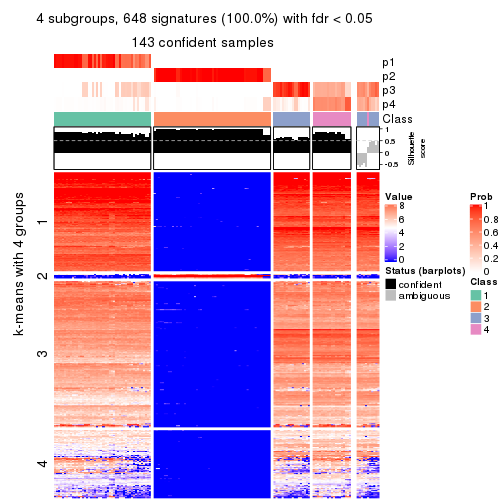 4 subgroups, 648 signatures (100.0%) with fdr < 0.05
143 confident samples
p1
p2
p3
p4
Class
1
0.5
0
-0.5
Silhouette
score
k-means with 4 groups
1
2
3
4
Value
8
6
4
2
0
Status (barplots)
confident
ambiguous
Prob
1
0.8
0.6
0.4
0.2
0
Class
1
2
3
4